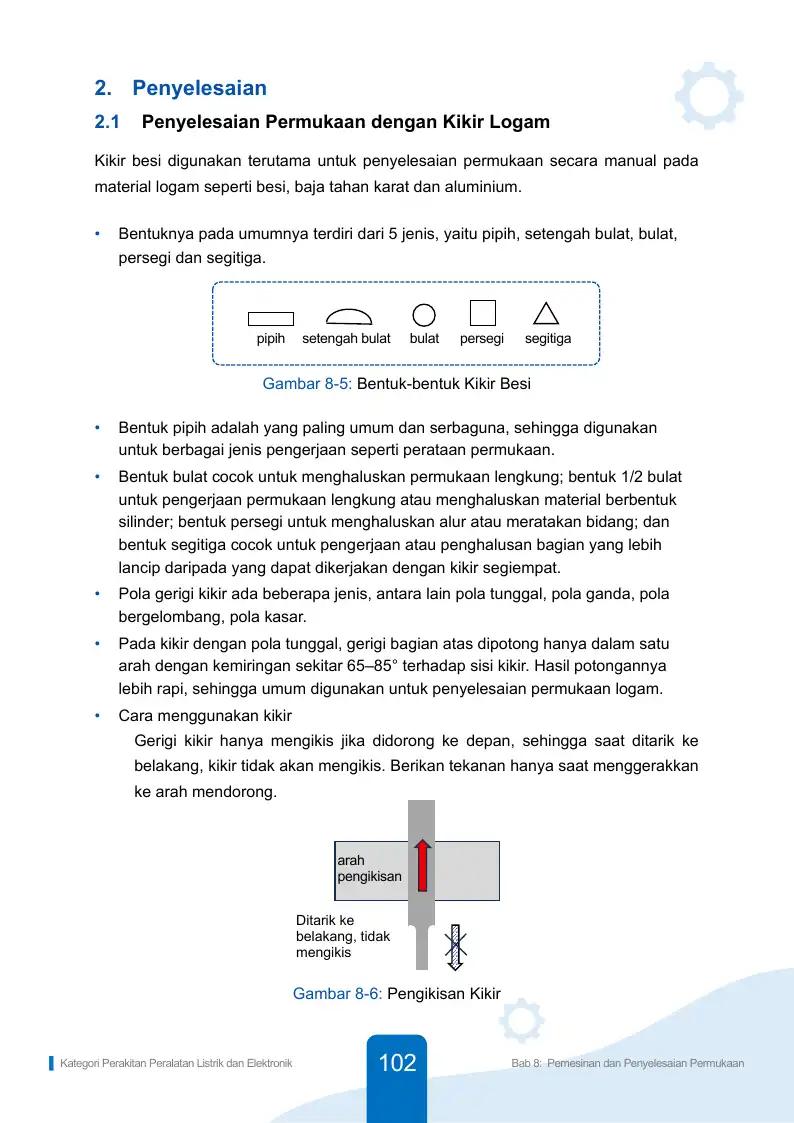 2. Penyelesaian
2.1 Penyelesaian Permukaan dengan Kikir Logam
Kikir besi digunakan terutama untuk penyelesaian permukaan secara manual pada
material logam seperti besi, baja tahan karat dan aluminium.
• Bentuknya pada umumnya terdiri dari 5 jenis, yaitu pipih, setengah bulat, bulat,
persegi dan segitiga.
pipih setengah bulat bulat persegi segitiga
Gambar 8-5: Bentuk-bentuk Kikir Besi
• Bentuk pipih adalah yang paling umum dan serbaguna, sehingga digunakan
untuk berbagai jenis pengerjaan seperti perataan permukaan.
• Bentuk bulat cocok untuk menghaluskan permukaan lengkung; bentuk 1/2 bulat
untuk pengerjaan permukaan lengkung atau menghaluskan material berbentuk
silinder; bentuk persegi untuk menghaluskan alur atau meratakan bidang; dan
bentuk segitiga cocok untuk pengerjaan atau penghalusan bagian yang lebih
lancip daripada yang dapat dikerjakan dengan kikir segiempat.
• Pola gerigi kikir ada beberapa jenis, antara lain pola tunggal, pola ganda, pola
bergelombang, pola kasar.
• Pada kikir dengan pola tunggal, gerigi bagian atas dipotong hanya dalam satu
arah dengan kemiringan sekitar 65–85° terhadap sisi kikir. Hasil potongannya
lebih rapi, sehingga umum digunakan untuk penyelesaian permukaan logam.
• Cara menggunakan kikir
Gerigi kikir hanya mengikis jika didorong ke depan, sehingga saat ditarik ke
belakang, kikir tidak akan mengikis. Berikan tekanan hanya saat menggerakkan
ke arah mendorong.
arah
pengikisan
Ditarik ke
belakang, tidak
mengikis
Gambar 8-6: Pengikisan Kikir
Kategori Perakitan Peralatan Listrik dan Elektronik
102
Bab 8: Pemesinan dan Penyelesaian Permukaan